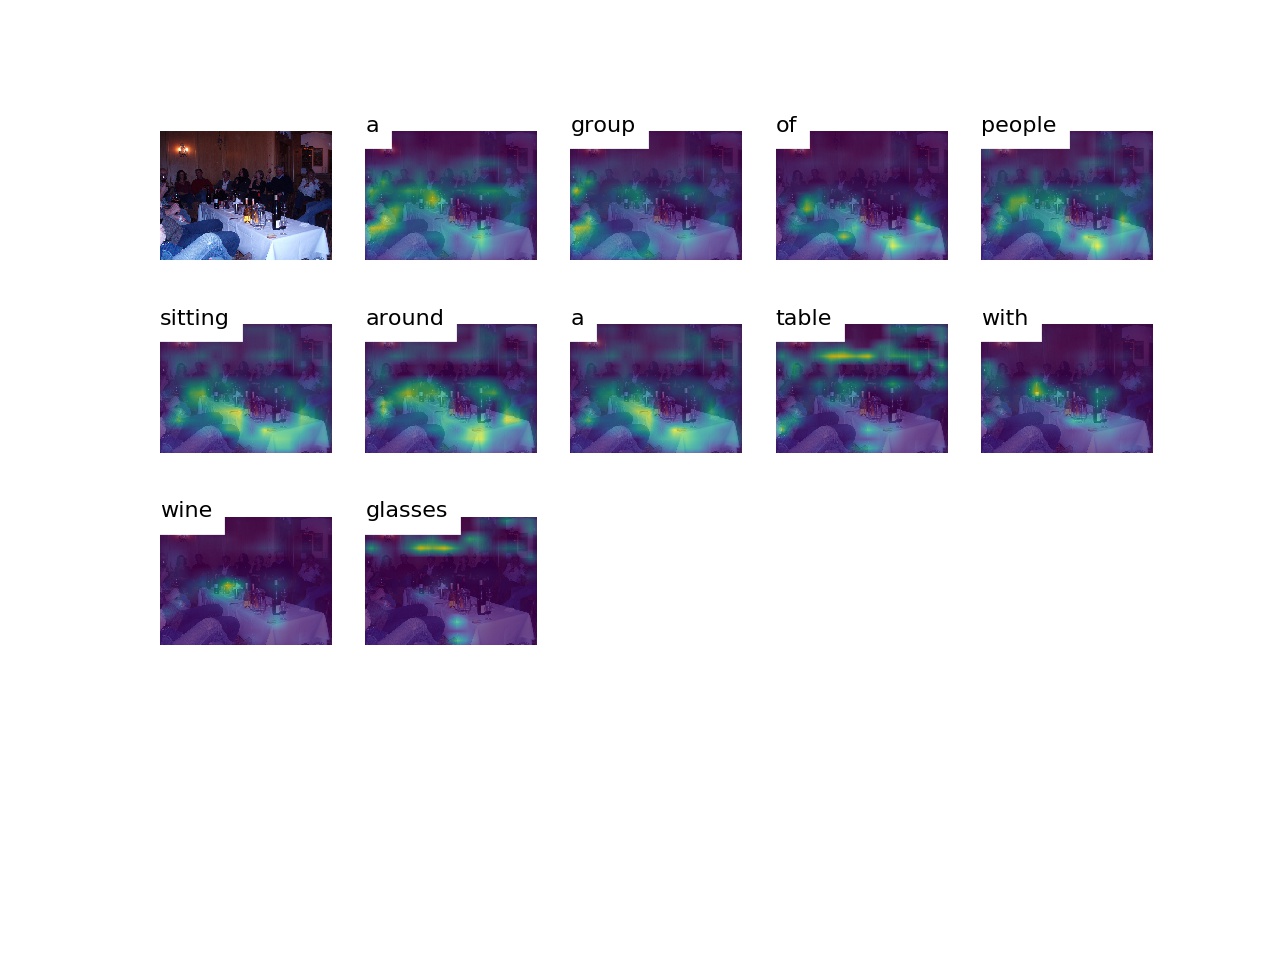 a
group
of
people
sitting
around
a
table
with
wine
glasses